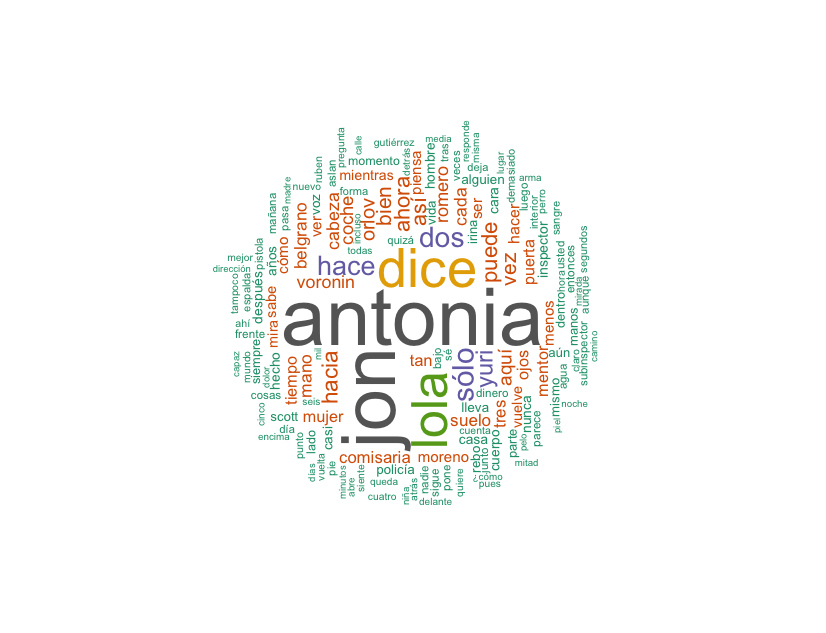 antonia
jon
dice
lola
dos
hace
sólo
yuri
hacia
ahora
así
bien
puede
vez
romero
orlov
coche
cabeza
aquí
voronin
belgrano
ver
como
mientras
piensa
cada
ser
hacer
puerta
menos
mentor
ojos
vuelve
tres
suelo
tan
moreno
comisaria
mujer
mano
tiempo
mira
sabe
gutiérrez
media
responde
misma
tras
veces
detrás
calle
pregunta
momento
aslan
ruben
nuevo
madre
pasa
voz
forma
incluso
todas
quizá
vida
hombre
alguien
deja
lugar
demasiado
cara
irina
luego
arma
interior
perro
inspector
sangre
usted
hora
entonces
segundos
aunque
mirada
dentro
manos
claro
subinspector
camino
aún
agua
mismo
noche
piel
parece
nunca
pelo
parte
mitad
cuerpo
junto
¿cómo
pues
rebo
casa
cuenta
lleva
dinero
sé
bajo
quiere
pone
sigue
nadie
delante
atrás
niña
policía
queda
cuatro
siente
abre
minutos
pie
casi
vuelta
lado
días
punto
día
encima
scott
cinco
seis
mil
cosas
hecho
dolor
siempre
mundo
capaz
frente
ahí
después
espalda
tampoco
dirección
mejor
pistola
años
mañana